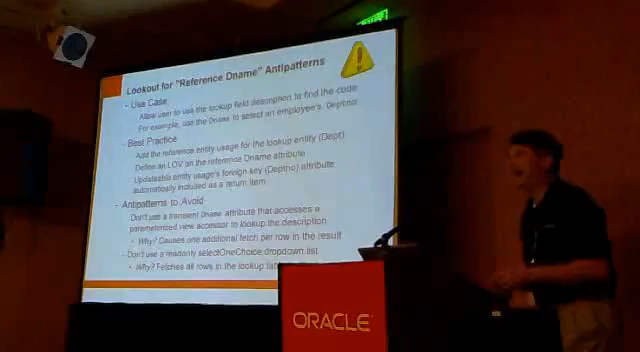 Lookout for "Reference Dname" Antipatterns
- Use Case
Allow user to use the lookup field description to find the code
For example, use the Dname to select an employee's Deptno
- Best Practice
Add the reference entity usage for the lookup entity (Dept)
Define an LOV on the reference Dname attribute
Updateable entity usage's foreign key (Deptno) attribute
automatically included as a return item
- Antipatterns to Avoid
Don't use a transient Dname attribute that accesses a
parameterized view accessor to lookup the description
• Why? Causes one additional fetch per row in the result
- Don't use a readonly selectOneChoice dropdown list
• Why? Fetches all rows in the lookup
ORACLE